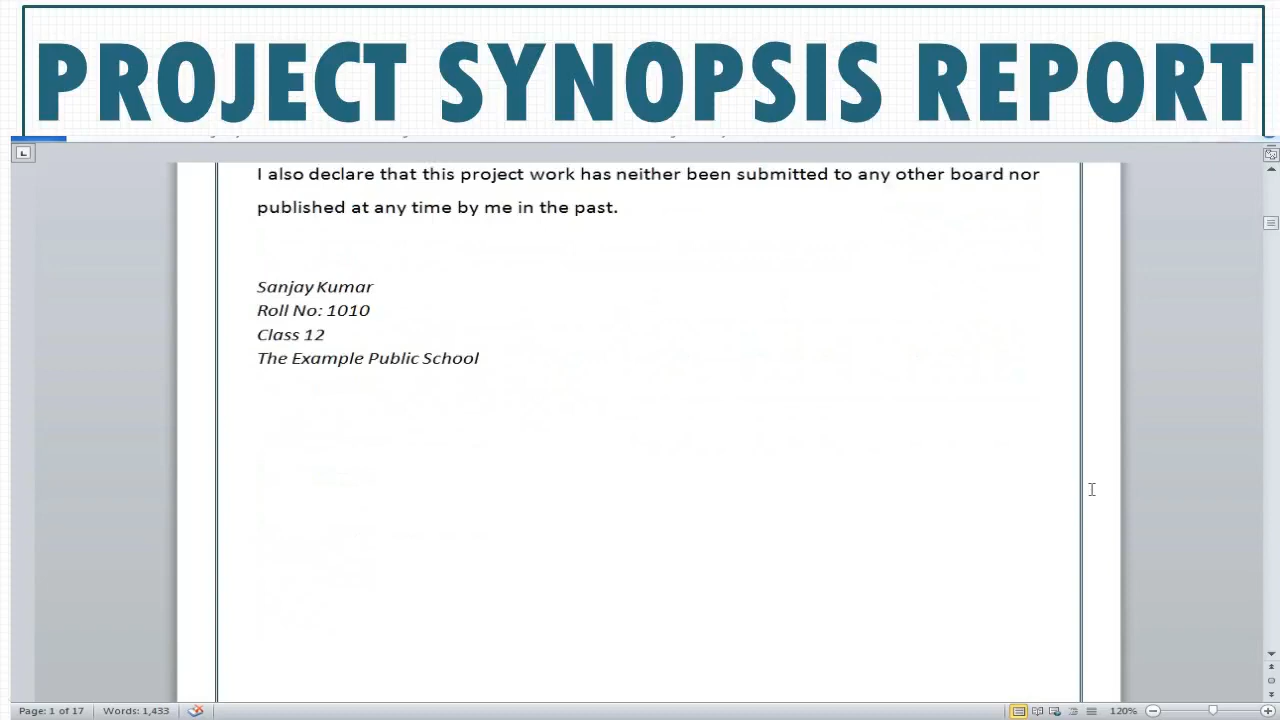 PROJECT SYNOPSIS REPORT
I also declare that this project work has neither been submitted to any other board nor
published at any time by me in the past.
Sanjay Kumar
Roll No: 1010
Class 12
The Example Public School
Page: 1 of 17 Words: 1,433 120%